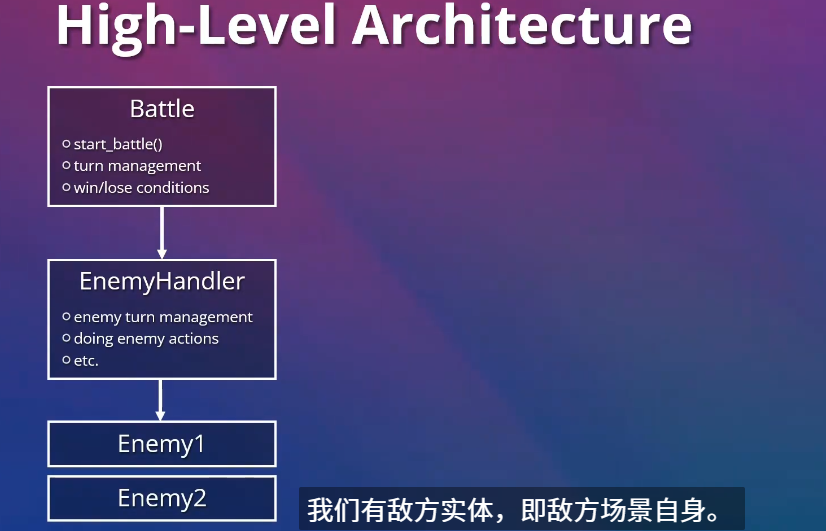 High-Level Architecture
Battle
start_battle()
turn management
win/lose conditions
EnemyHandler
enemy turn management
doing enemy actions
etc.
Enemy1
Enemy2
我们有敌方实体，即敌方场景自身。